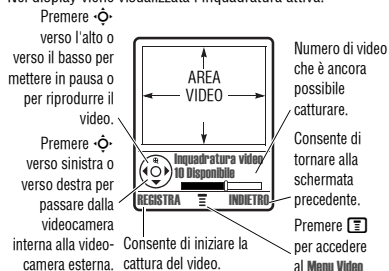 Nel display viene visualizzata l'inquadratura attiva.
Premere
verso l'alto o
verso il basso per
mettere in pausa o
per riprodurre il
video.
Premere
verso sinistra o
verso destra per
passare dalla
videocamera
interna alla video-
camera esterna.
AREA
VIDEO
Inquadratura video
10 Disponibile
REGISTRA
INDIETRO
Consente di iniziare la
cattura del video.
Numero di video
che è ancora
possibile
catturare.
Consente di
tornare alla
schermata
precedente.
Premere
per accedere
al Menu Video